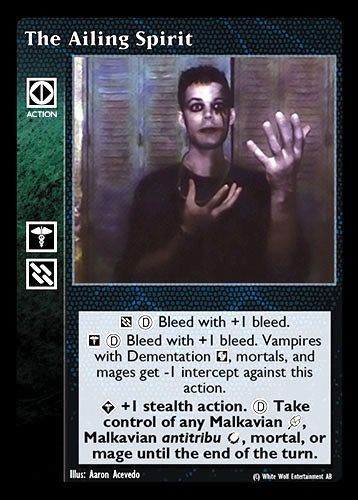 The Ailing Spirit
ACTION
Ⓓ Bleed with +1 bleed.
Ⓓ Bleed with +1 bleed. Vampires
with Dementation, mortals, and
mages get -1 intercept against this
action.
+1 stealth action. Ⓓ Take
control of any Malkavian,
Malkavian antitribu, mortal, or
mage until the end of the turn.
Illus: Aaron Acevedo
(C) White Wolf Entertainment AB